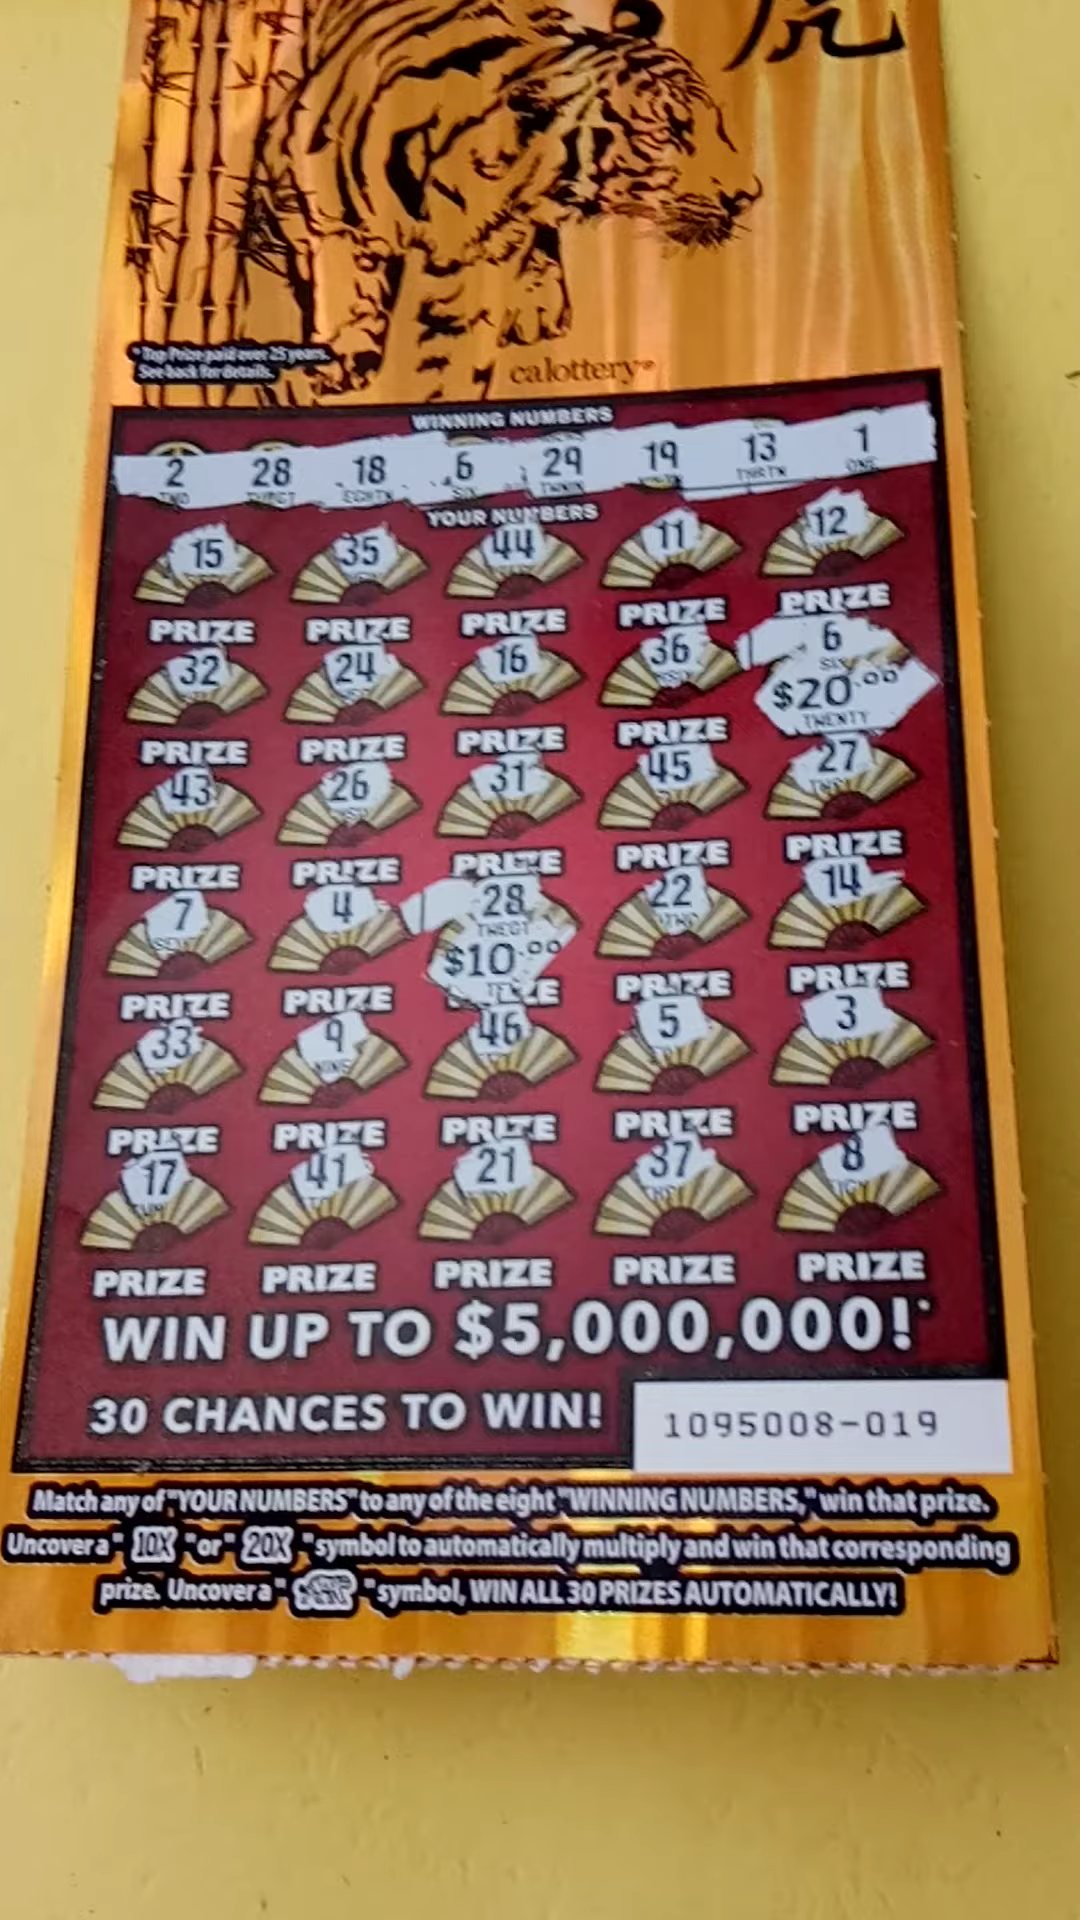 虎
*Top Prize paid over 25 years.
See back for details.
calottery®
WINNING NUMBERS
2 28 18 6 29 19 13 1
TWO EGHTN SIX THRTN ONE
YOUR NUMBERS
15 35 44 11 12
PRIZE PRIZE PRIZE PRIZE PRIZE
32 24 16 36 6
SIX
$20.00
TWENTY
PRIZE PRIZE PRIZE PRIZE
43 26 31 45 27
PRIZE PRIZE PRIZE PRIZE PRIZE
7 4 28 22 14
$10.00
PRIZE PRIZE PRIZE PRIZE
33 9 46 5 3
PRIZE PRIZE PRIZE PRIZE PRIZE
17 41 21 37 8
PRIZE PRIZE PRIZE PRIZE PRIZE
WIN UP TO $5,000,000!*
30 CHANCES TO WIN!
1095008-019
Match any of "YOUR NUMBERS" to any of the eight "WINNING NUMBERS," win that prize.
Uncover a "10X" or "20X" symbol to automatically multiply and win that corresponding
prize. Uncover a " " symbol, WIN ALL 30 PRIZES AUTOMATICALLY!